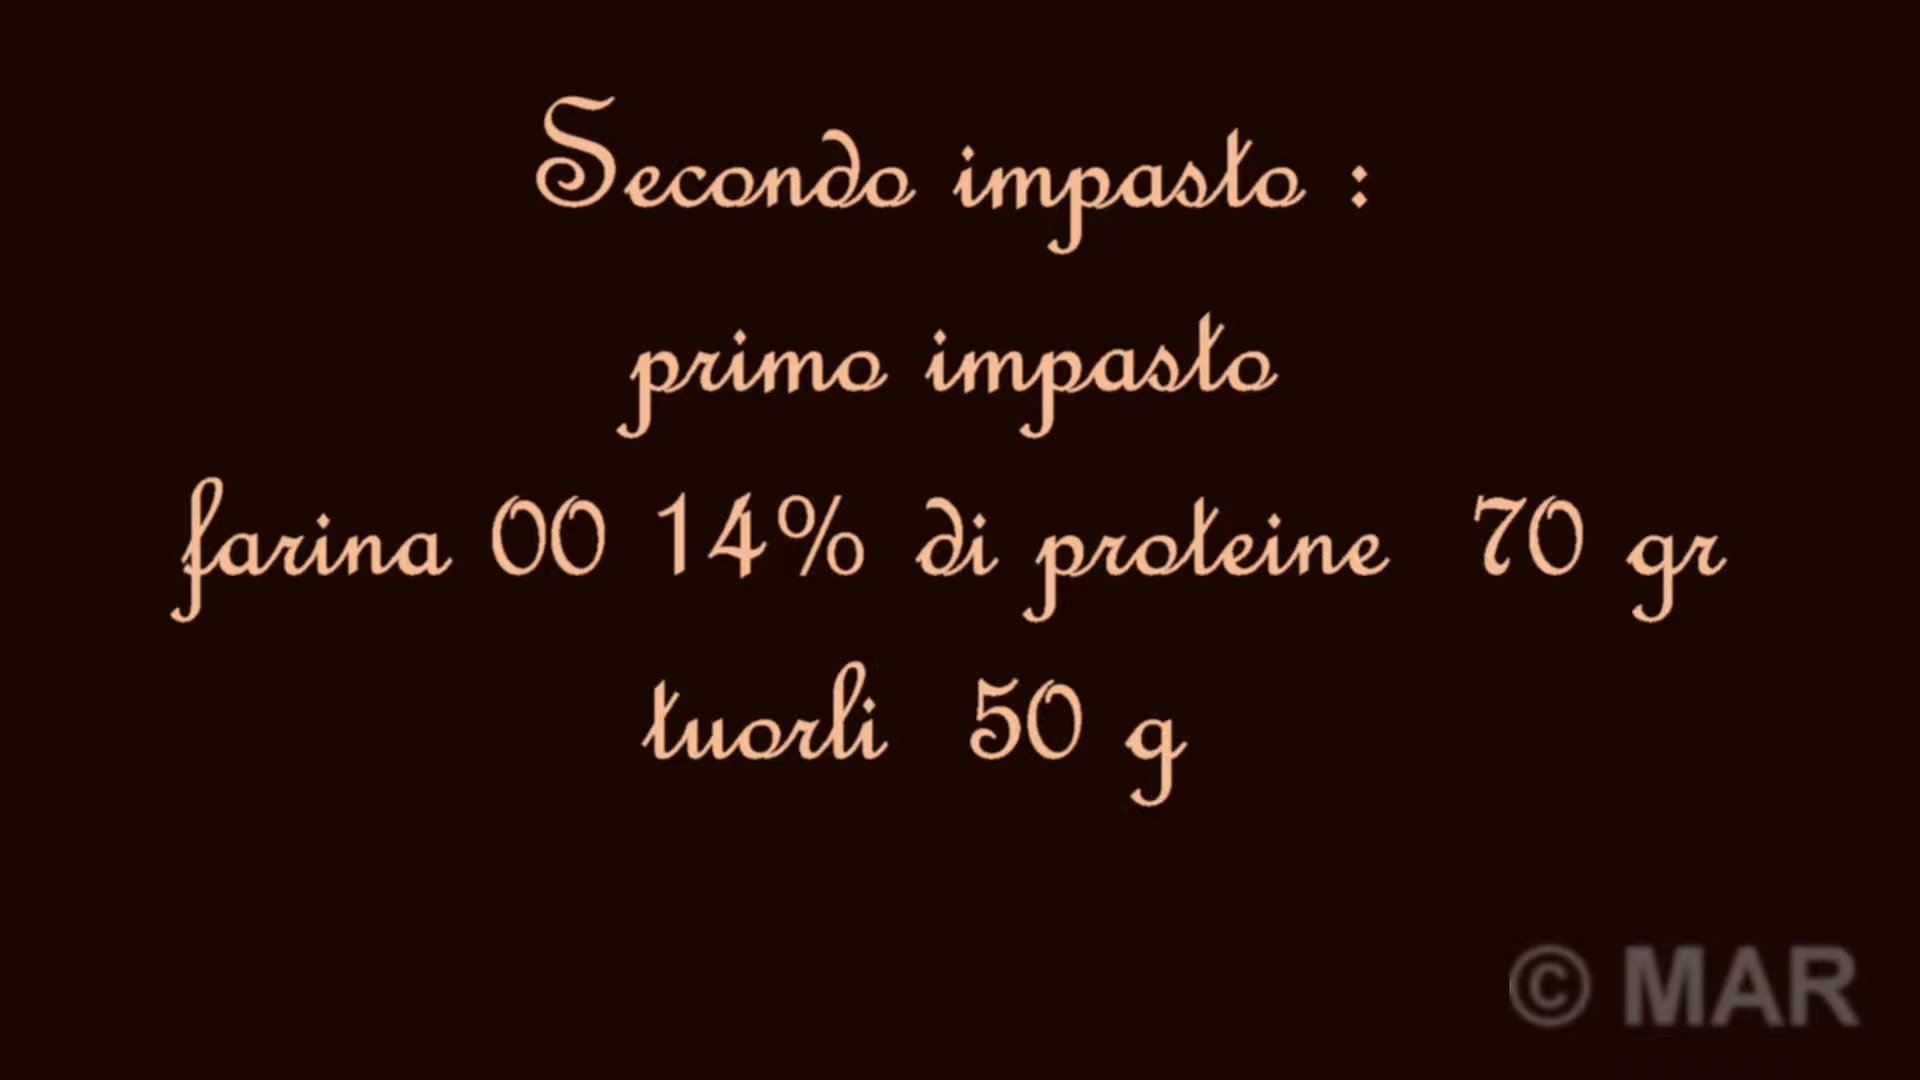 Secondo impasto :
primo impasto
farina 00 14% di proteine 70 gr
tuorli 50 g
© MAR